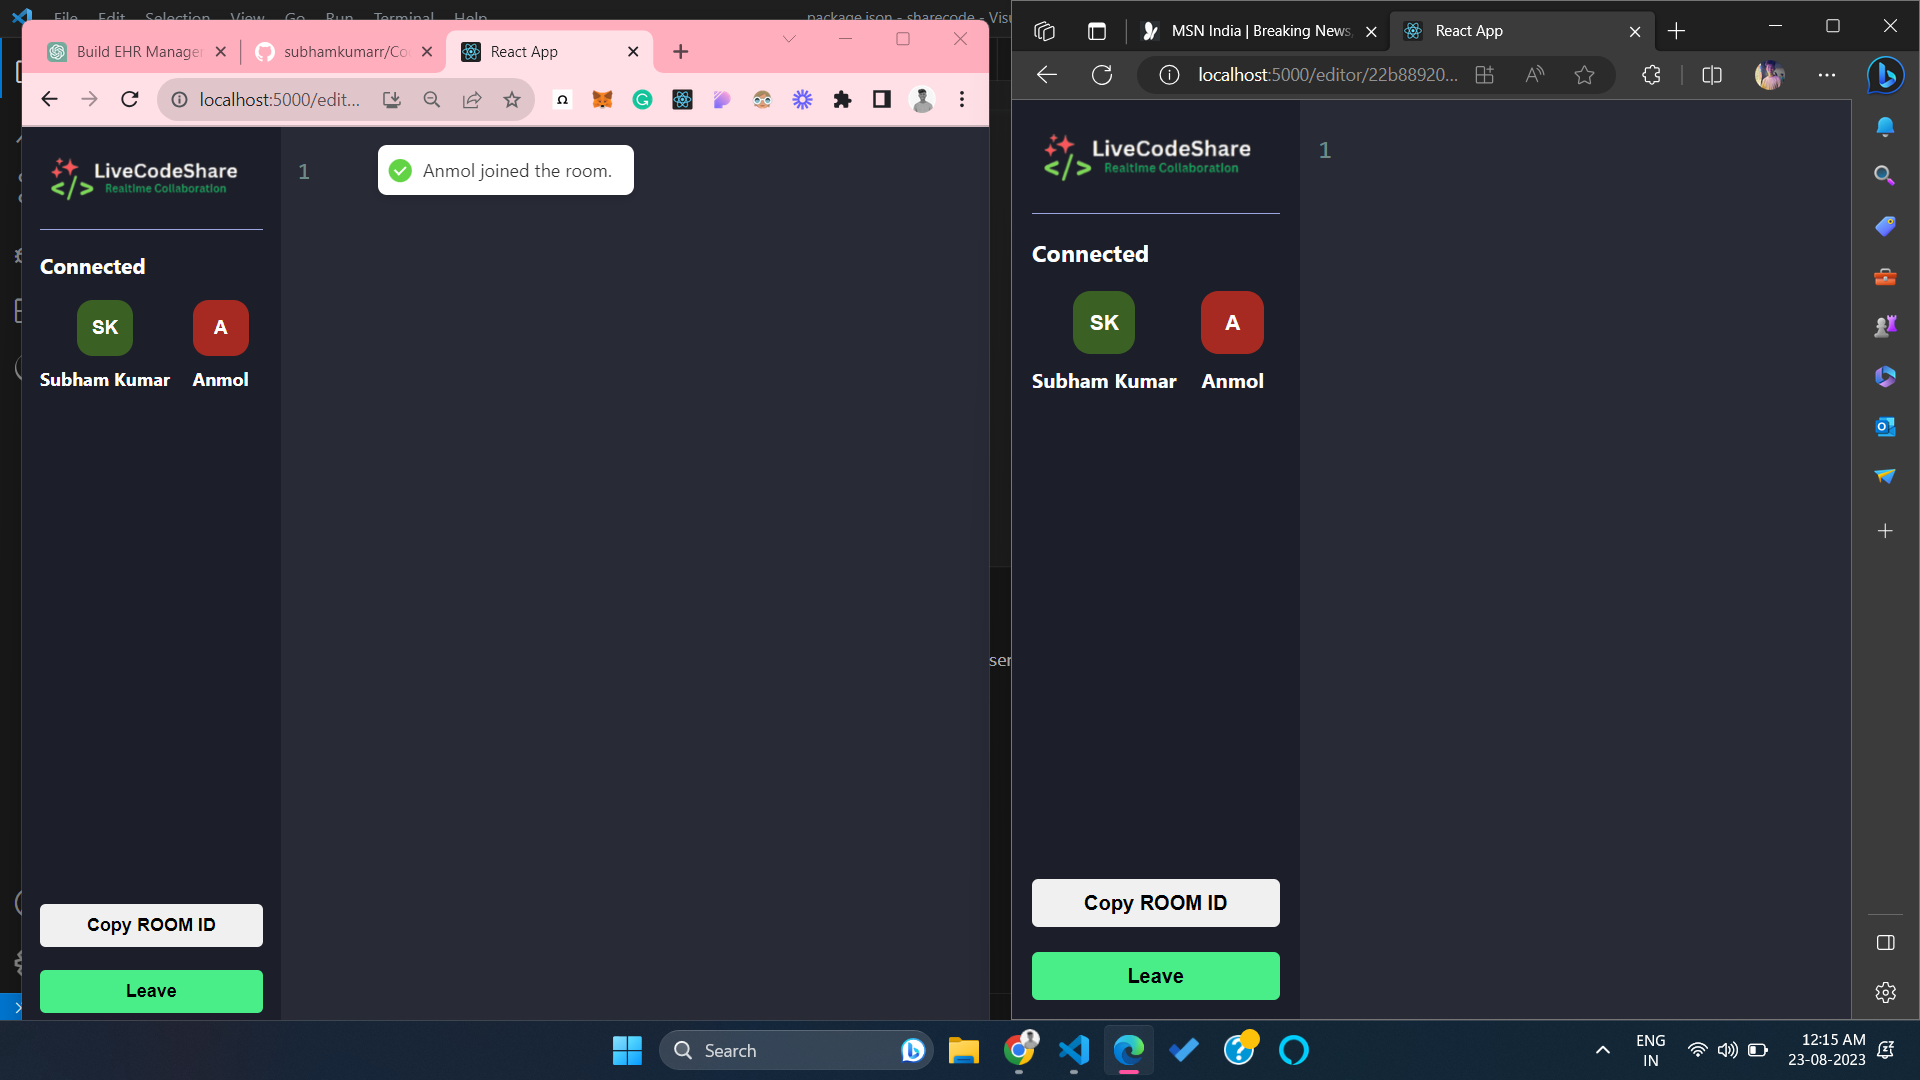 File Edit Selection View Go Run Terminal Help
package.json - sharecode - Visu
Build EHR Manager
subhamkumarr/Co
React App
localhost:5000/edit...
LiveCodeShare
Realtime Collaboration
Connected
SK
A
Subham Kumar
Anmol
Copy ROOM ID
Leave
1
Anmol joined the room.
ser
MSN India | Breaking News,
React App
localhost:5000/editor/22b88920...
LiveCodeShare
Realtime Collaboration
Connected
SK
A
Subham Kumar
Anmol
Copy ROOM ID
Leave
1
Search
ENG
IN
12:15 AM
23-08-2023